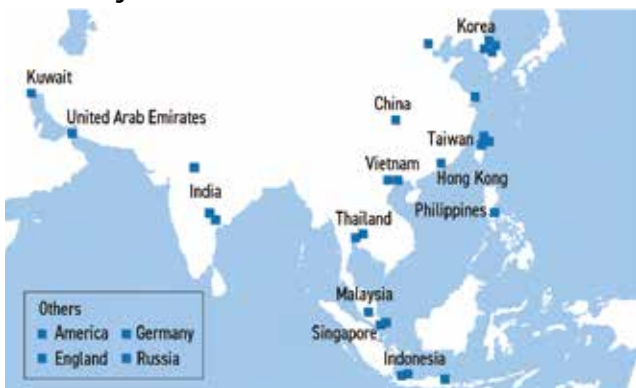 Korea
Kuwait
United Arab Emirates
China
Taiwan
Vietnam
Hong Kong
India
Philippines
Thailand
Malaysia
Singapore
Indonesia
Others
America Germany
England Russia